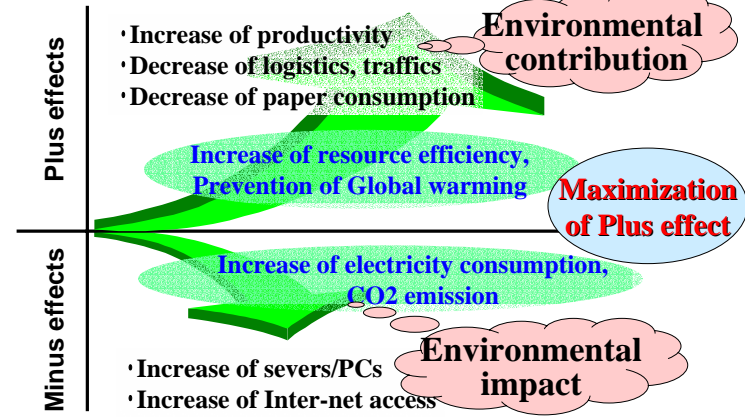 Plus effects
・Increase of productivity
・Decrease of logistics, traffics
・Decrease of paper consumption
Environmental
contribution
Increase of resource efficiency,
Prevention of Global warming
Maximization
of Plus effect
Minus effects
Increase of electricity consumption,
CO2 emission
Environmental
impact
・Increase of severs/PCs
・Increase of Inter-net access